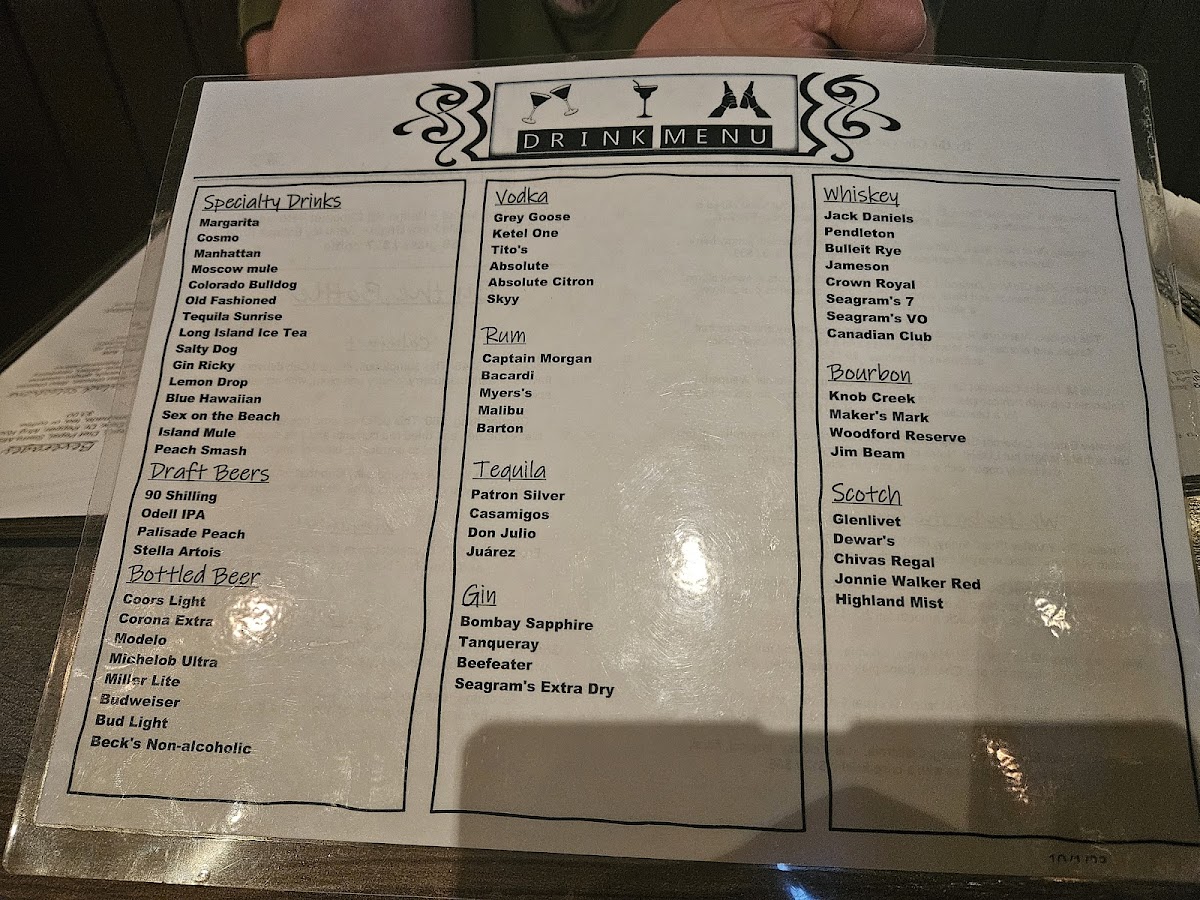 DRINK MENU
Specialty Drinks
Margarita
Cosmo
Manhattan
Moscow mule
Colorado Bulldog
Old Fashioned
Tequila Sunrise
Long Island Ice Tea
Salty Dog
Gin Ricky
Lemon Drop
Blue Hawaiian
Sex on the Beach
Island Mule
Peach Smash
Draft Beers
90 Shilling
Odell IPA
Palisade Peach
Stella Artois
Bottled Beer
Coors Light
Corona Extra
Modelo
Michelob Ultra
Miller Lite
Budweiser
Bud Light
Beck's Non-alcoholic
Vodka
Grey Goose
Ketel One
Tito's
Absolute
Absolute Citron
Skyy
Rum
Captain Morgan
Bacardi
Myers's
Malibu
Barton
Tequila
Patron Silver
Casamigos
Don Julio
Juárez
Gin
Bombay Sapphire
Tanqueray
Beefeater
Seagram's Extra Dry
Whiskey
Jack Daniels
Pendleton
Bulleit Rye
Jameson
Crown Royal
Seagram's 7
Seagram's VO
Canadian Club
Bourbon
Knob Creek
Maker's Mark
Woodford Reserve
Jim Beam
Scotch
Glenlivet
Dewar's
Chivas Regal
Jonnie Walker Red
Highland Mist
Beverages